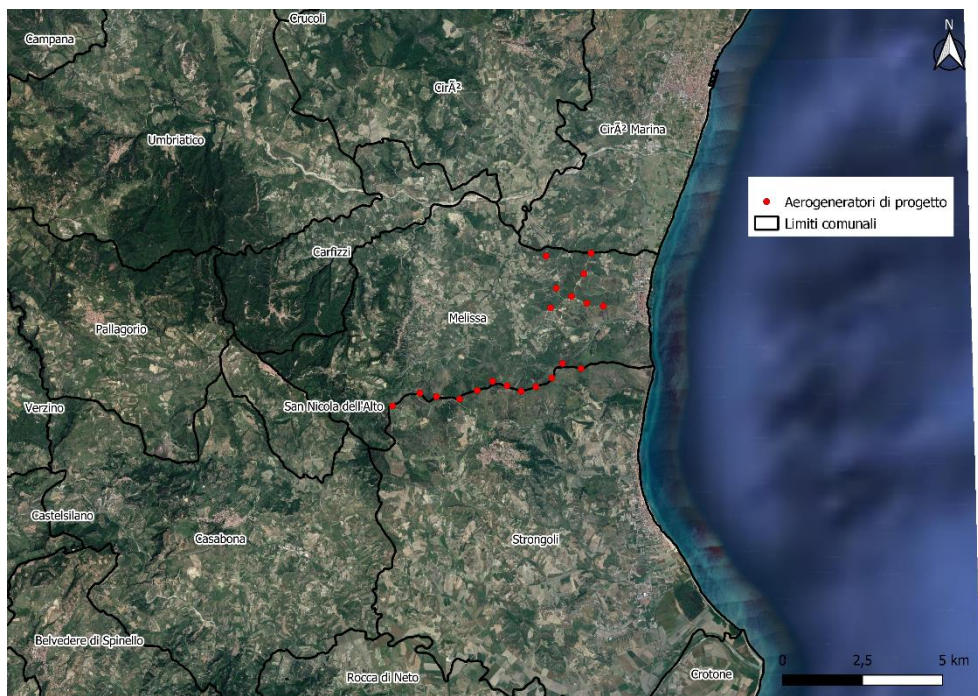 Crucoli
Campana
N
CirÃ²
CirÃ² Marina
Umbriatico
Aerogeneratori di progetto
Limiti comunali
Carfizzi
Melissa
Pallagorio
San Nicola dell'Alto
Verzino
Castelsilano
Casabona
Strongoli
Belvedere di Spinello
Rocca di Neto
Crotone
0 2,5 5 km